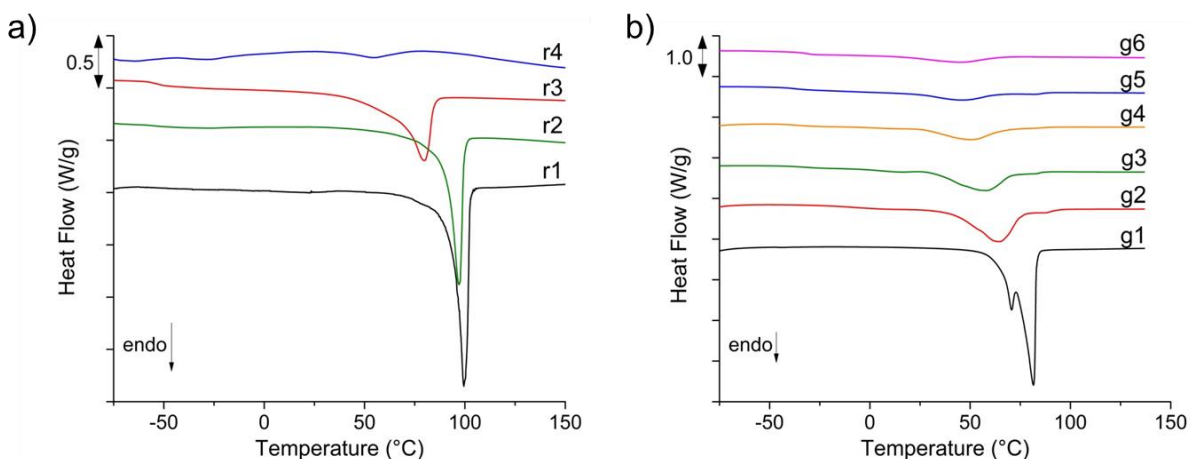 a)
0.5
r4
r3
r2
r1
Heat Flow (W/g)
endo
-50 0 50 100 150
Temperature (°C)
b)
1.0
g6
g5
g4
g3
g2
g1
Heat Flow (W/g)
endo
-50 0 50 100 150
Temperature (°C)